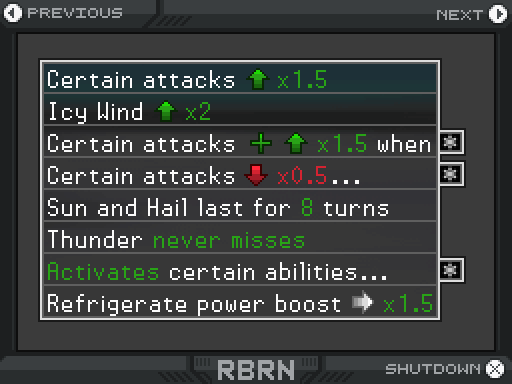 PREVIOUS
NEXT
Certain attacks x1.5
Icy Wind x2
Certain attacks + x1.5 when
Certain attacks x0.5...
Sun and Hail last for 8 turns
Thunder never misses
Activates certain abilities...
Refrigerate power boost x1.5
RBRN
SHUTDOWN